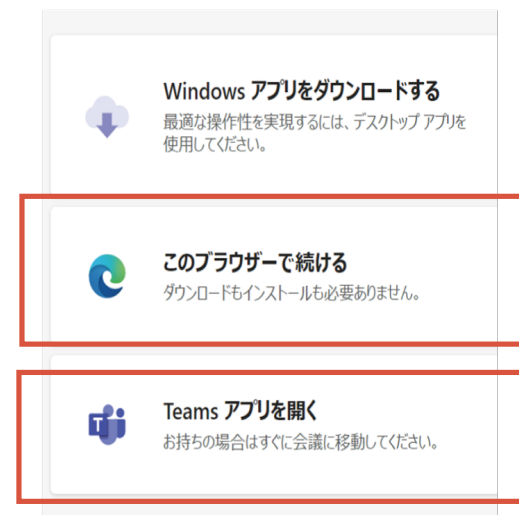 Windows アプリをダウンロードする
最適な操作性を実現するには、デスクトップ アプリを
使用してください。
このブラウザーで続ける
ダウンロードもインストールも必要ありません。
Teams アプリを開く
お持ちの場合はすぐに会議に移動してください。